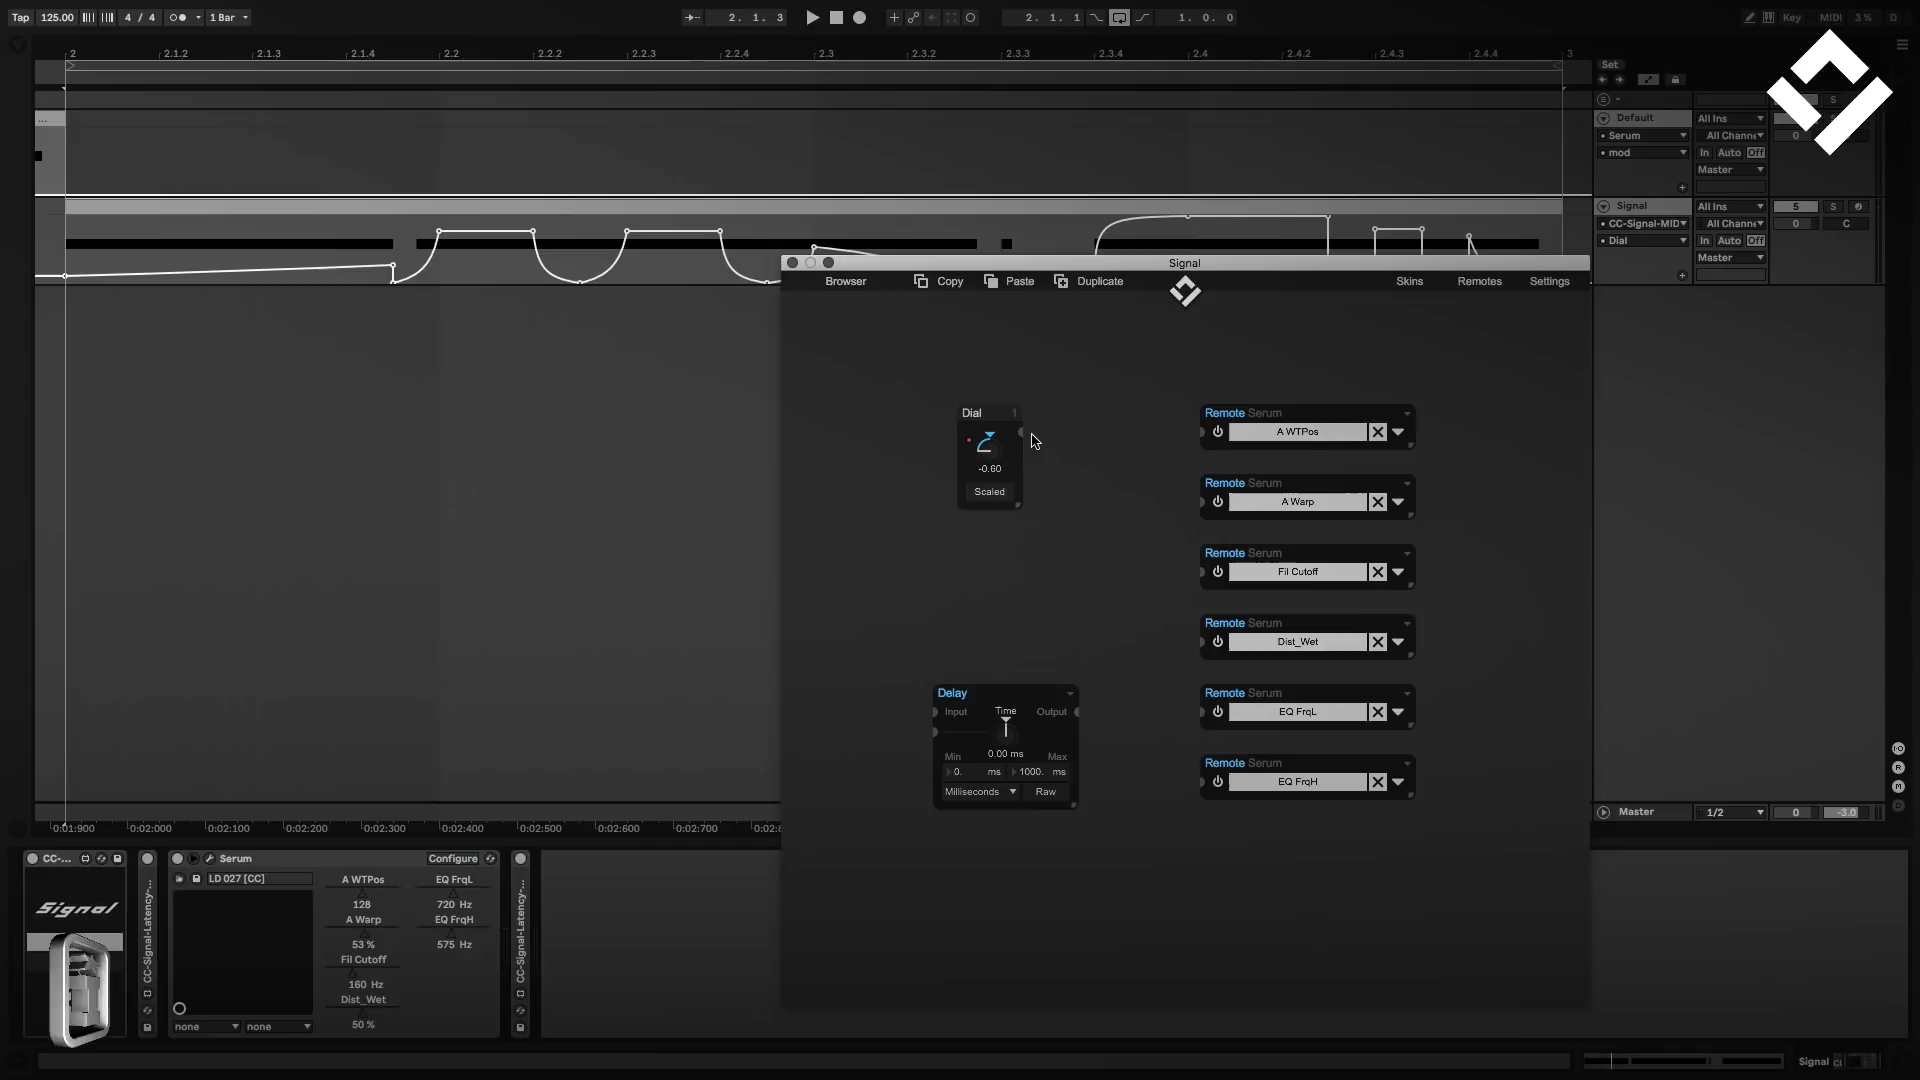 Tap 125.00 4 / 4 1 Bar 2. 1. 3 2. 1. 1 1. 0. 0 Key MIDI 3 % D
2 2.1.2 2.1.3 2.1.4 2.2 2.2.2 2.2.3 2.2.4 2.3 2.3.2 2.3.3 2.3.4 2.4 2.4.2 2.4.3 2.4.4 3
Set
S
... Default All Ins
Serum All Channe 0
mod In Auto Off
Master
Signal All Ins 5 S
CC-Signal-MID All Channe 0 C
Dial In Auto Off
Master
Signal
Browser Copy Paste Duplicate Skins Remotes Settings
Dial 1
-0.60
Scaled
Remote Serum
A WTPos
Remote Serum
A Warp
Remote Serum
Fil Cutoff
Remote Serum
Dist_Wet
Remote Serum
EQ FrqL
Remote Serum
EQ FrqH
Delay
Input Time Output
0.00 ms
Min Max
0. ms 1000. ms
Milliseconds Raw
I-O
R
M
D
Master 1/2 0 -3.0
0:01:900 0:02:000 0:02:100 0:02:200 0:02:300 0:02:400 0:02:500 0:02:600 0:02:700
CC-... Serum Configure
LD 027 [CC]
Signal
CC-Signal-Latency-...
A WTPos EQ FrqL
128 720 Hz
A Warp EQ FrqH
53 % 575 Hz
Fil Cutoff
160 Hz
Dist_Wet
50 %
none none
CC-Signal-Latency-...
Signal